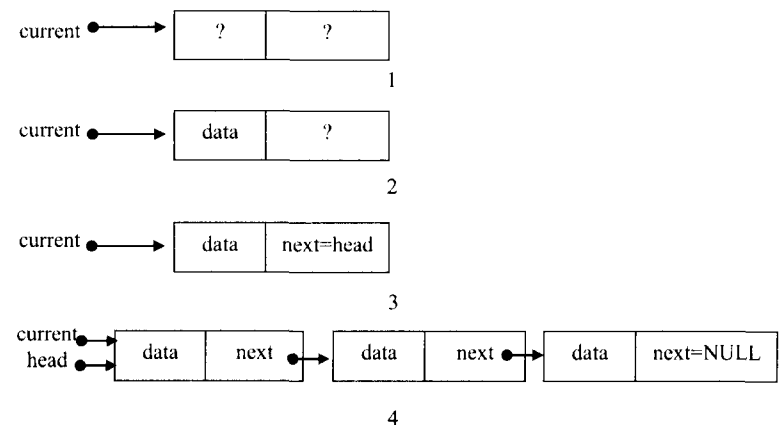 current ? ?
1
current data ?
2
current data next=head
3
current
head data next data next data next=NULL
4